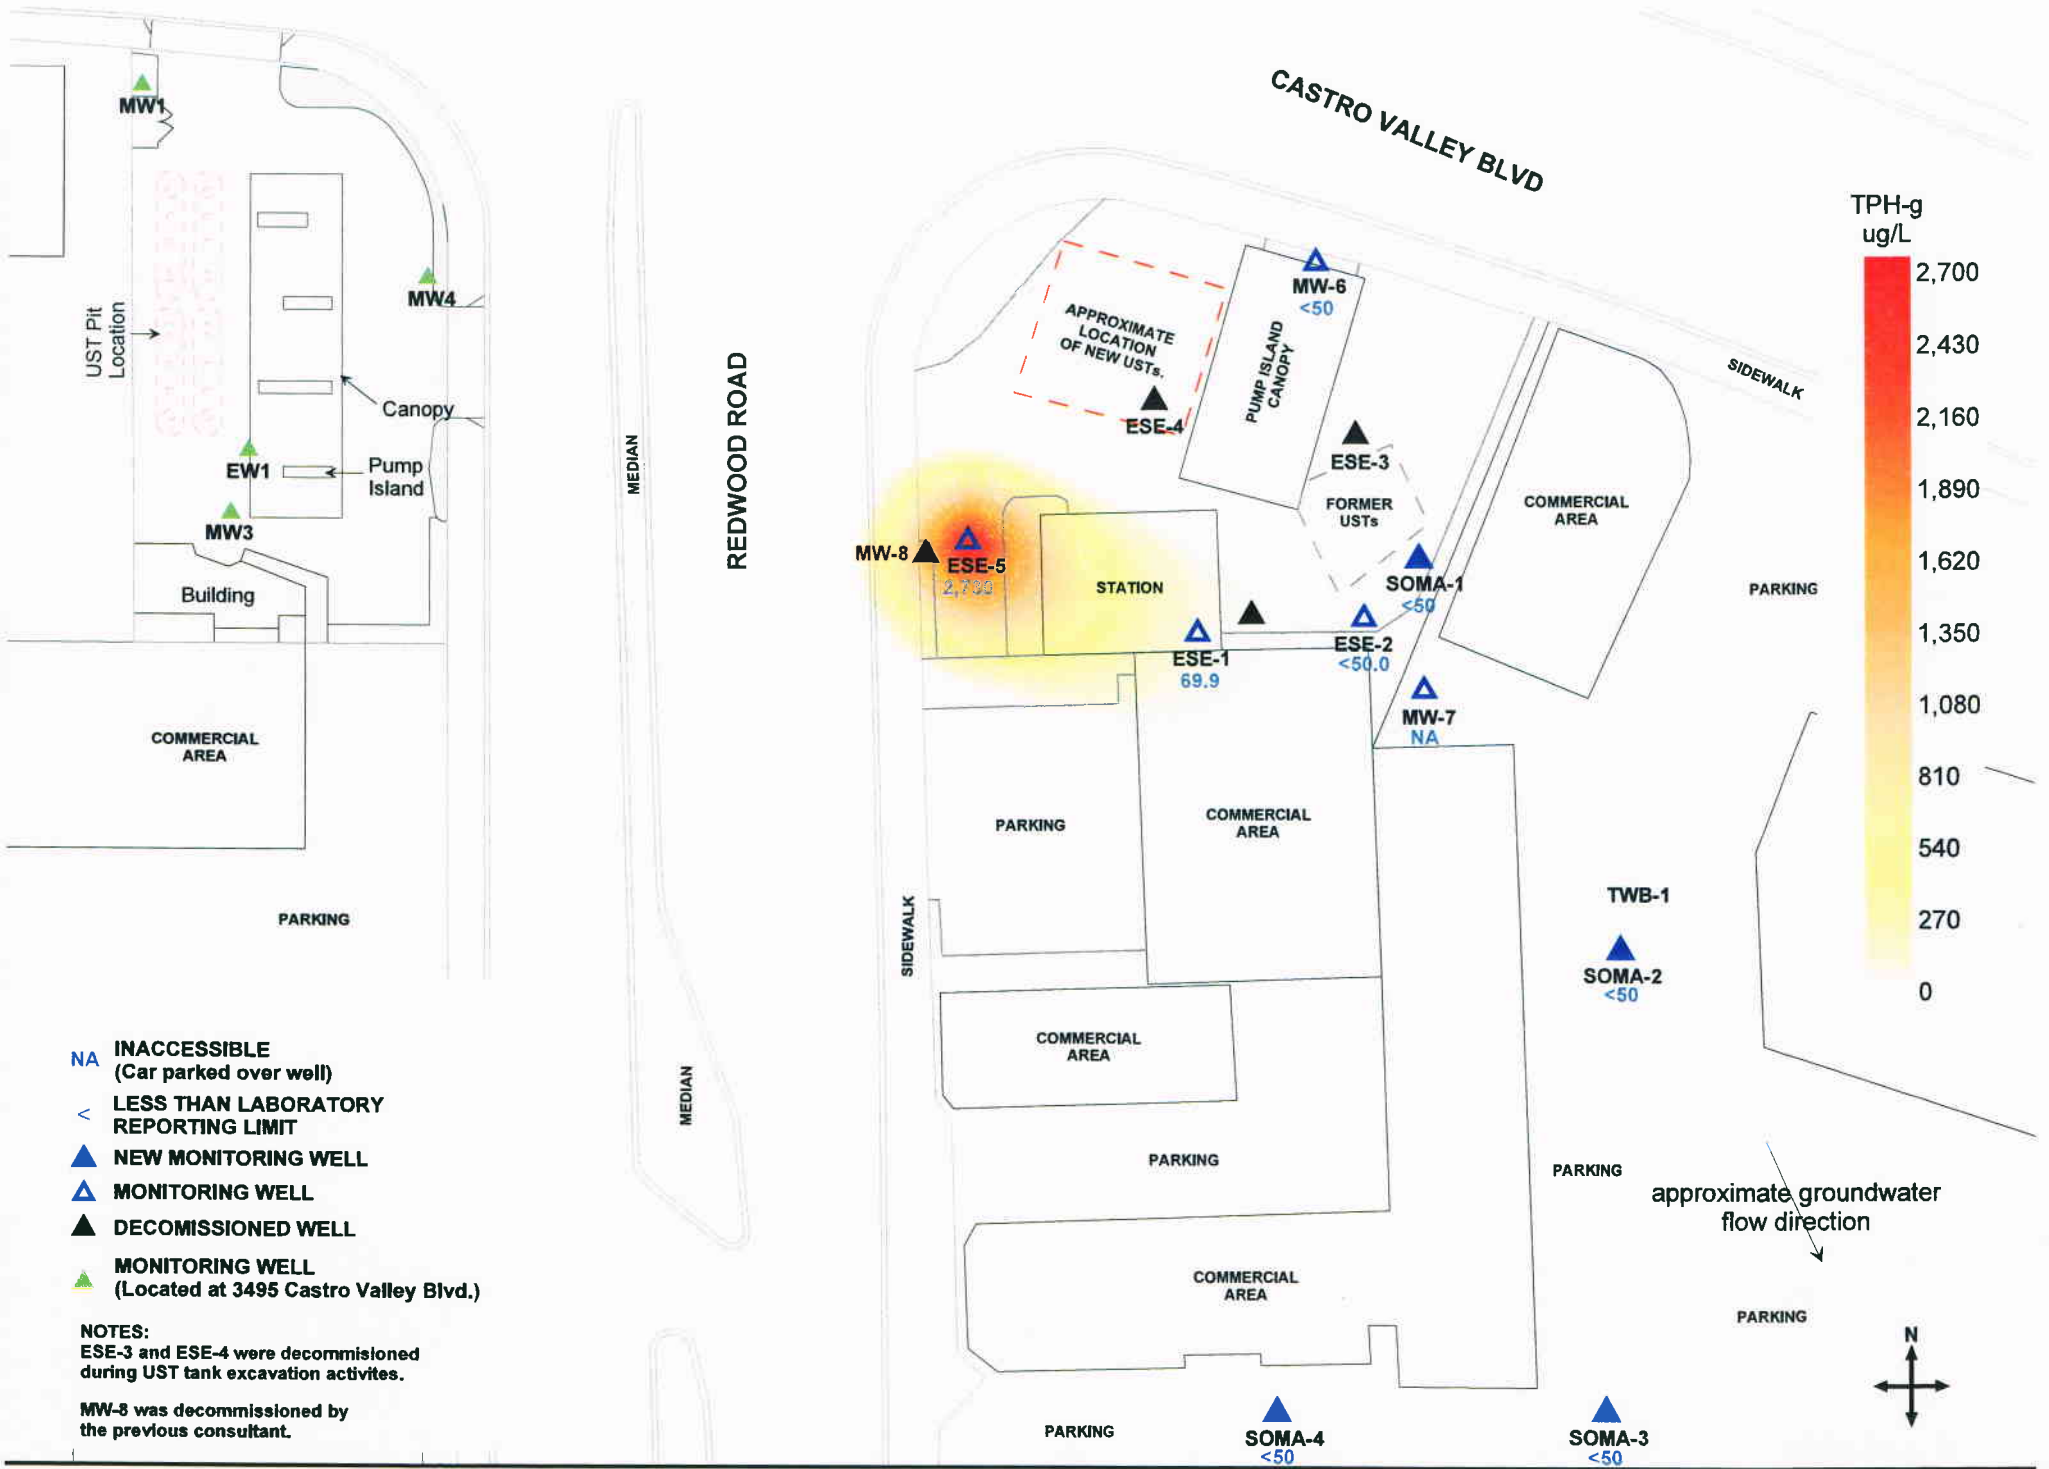 CASTRO VALLEY BLVD
MW1
MW4
UST Pit
Location
Canopy
EW1
Pump
Island
MW3
Building
COMMERCIAL
AREA
PARKING
MEDIAN
REDWOOD ROAD
MEDIAN
SIDEWALK
APPROXIMATE
LOCATION
OF NEW USTs.
ESE-4
PUMP ISLAND
CANOPY
MW-6
<50
ESE-3
FORMER
USTs
COMMERCIAL
AREA
SIDEWALK
MW-8
ESE-5
STATION
SOMA-1
<50
PARKING
ESE-1
69.9
ESE-2
<50.0
MW-7
NA
PARKING
COMMERCIAL
AREA
TWB-1
SOMA-2
<50
COMMERCIAL
AREA
PARKING
PARKING
approximate groundwater
flow direction
COMMERCIAL
AREA
PARKING
N
PARKING
SOMA-4
<50
SOMA-3
<50
TPH-g
ug/L
2,700
2,430
2,160
1,890
1,620
1,350
1,080
810
540
270
0
NA INACCESSIBLE
(Car parked over well)
< LESS THAN LABORATORY
REPORTING LIMIT
NEW MONITORING WELL
MONITORING WELL
DECOMISSIONED WELL
MONITORING WELL
(Located at 3495 Castro Valley Blvd.)
NOTES:
ESE-3 and ESE-4 were decommisioned
during UST tank excavation activites.
MW-8 was decommissioned by
the previous consultant.